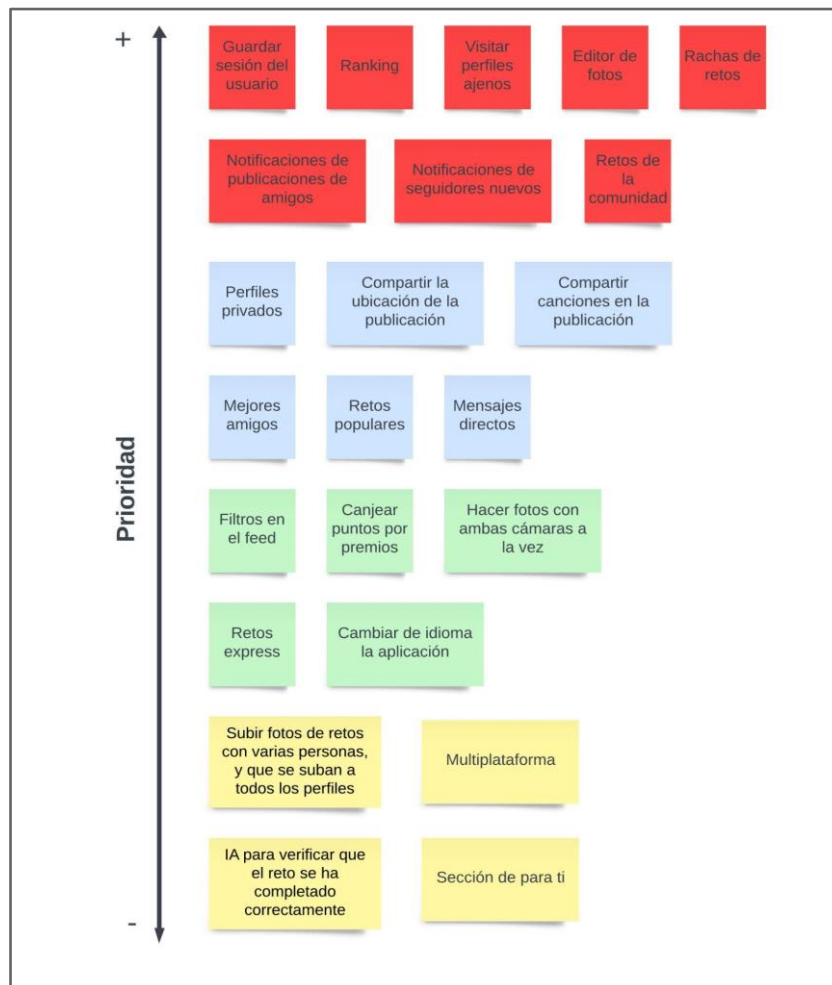 +
Guardar
sesión del
usuario
Ranking
Visitar
perfiles
ajenos
Editor de
fotos
Rachas de
retos
Notificaciones de
publicaciones de
amigos
Notificaciones de
seguidores nuevos
Retos de
la
comunidad
Perfiles
privados
Compartir la
ubicación de la
publicación
Compartir
canciones en la
publicación
Prioridad
Mejores
amigos
Retos
populares
Mensajes
directos
Filtros en
el feed
Canjear
puntos por
premios
Hacer fotos con
ambas cámaras a
la vez
Retos
express
Cambiar de idioma
la aplicación
Subir fotos de retos
con varias personas,
y que se suban a
todos los perfiles
Multiplataforma
IA para verificar que
el reto se ha
completado
correctamente
Sección de para ti
-